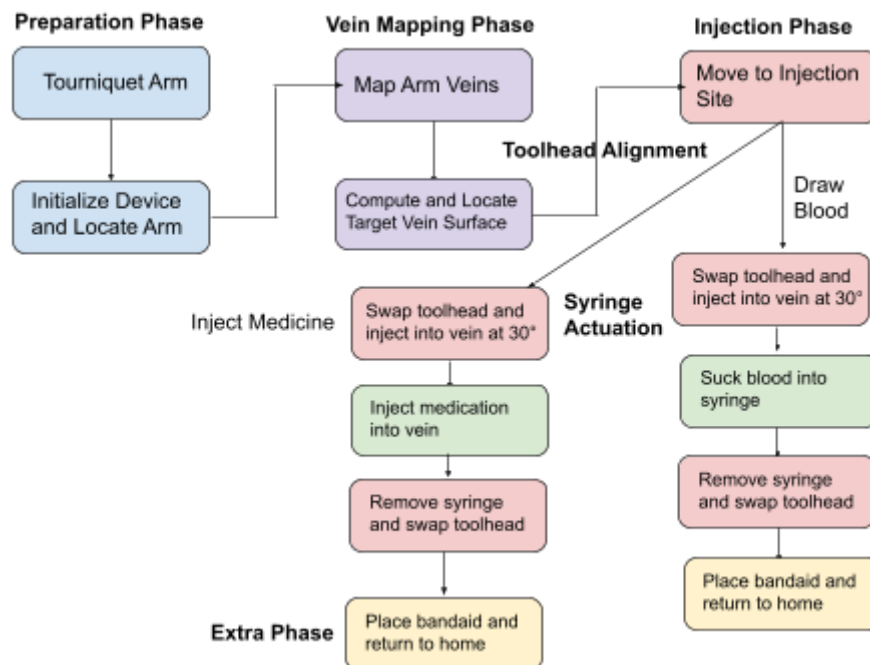 Preparation Phase
Vein Mapping Phase
Injection Phase
Tourniquet Arm
Map Arm Veins
Move to Injection
Site
Toolhead Alignment
Initialize Device
and Locate Arm
Compute and Locate
Target Vein Surface
Draw
Blood
Inject Medicine
Swap toolhead and
inject into vein at 30°
Syringe
Actuation
Swap toolhead and
inject into vein at 30°
Inject medication
into vein
Suck blood into
syringe
Remove syringe
and swap toolhead
Remove syringe
and swap toolhead
Extra Phase
Place bandaid and
return to home
Place bandaid and
return to home